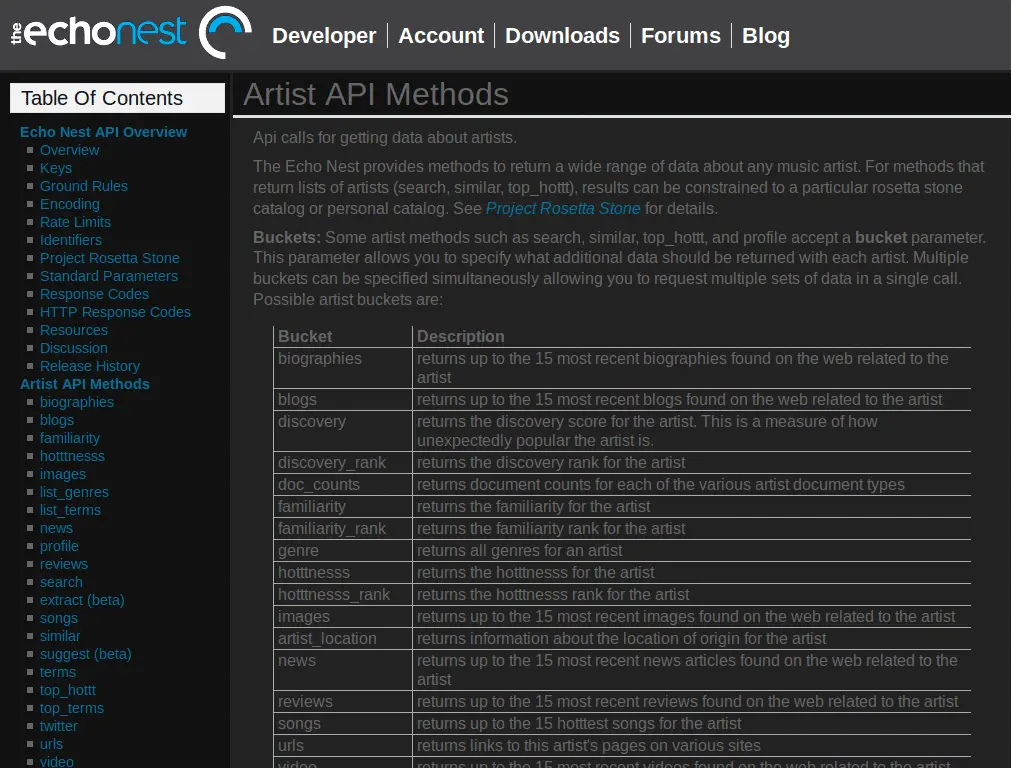 the echonest
Developer | Account | Downloads | Forums | Blog
Table Of Contents
Echo Nest API Overview
Overview
Keys
Ground Rules
Encoding
Rate Limits
Identifiers
Project Rosetta Stone
Standard Parameters
Response Codes
HTTP Response Codes
Resources
Discussion
Release History
Artist API Methods
biographies
blogs
familiarity
hotttnesss
images
list_genres
list_terms
news
profile
reviews
search
extract (beta)
songs
similar
suggest (beta)
terms
top_hottt
top_terms
twitter
urls
video
Artist API Methods
Api calls for getting data about artists.
The Echo Nest provides methods to return a wide range of data about any music artist. For methods that
return lists of artists (search, similar, top_hottt), results can be constrained to a particular rosetta stone
catalog or personal catalog. See Project Rosetta Stone for details.
Buckets: Some artist methods such as search, similar, top_hottt, and profile accept a bucket parameter.
This parameter allows you to specify what additional data should be returned with each artist. Multiple
buckets can be specified simultaneously allowing you to request multiple sets of data in a single call.
Possible artist buckets are:
Bucket Description
biographies returns up to the 15 most recent biographies found on the web related to the
artist
blogs returns up to the 15 most recent blogs found on the web related to the artist
discovery returns the discovery score for the artist. This is a measure of how
unexpectedly popular the artist is.
discovery_rank returns the discovery rank for the artist
doc_counts returns document counts for each of the various artist document types
familiarity returns the familiarity for the artist
familiarity_rank returns the familiarity rank for the artist
genre returns all genres for an artist
hotttnesss returns the hotttnesss for the artist
hotttnesss_rank returns the hotttnesss rank for the artist
images returns up to the 15 most recent images found on the web related to the artist
artist_location returns information about the location of origin for the artist
news returns up to the 15 most recent news articles found on the web related to the
artist
reviews returns up to the 15 most recent reviews found on the web related to the artist
songs returns up to the 15 hotttest songs for the artist
urls returns links to this artist's pages on various sites
video returns up to the 15 most recent videos found on the web related to the artist